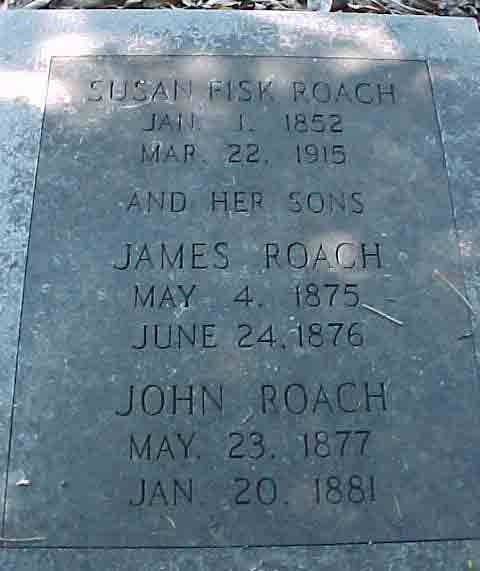 SUSAN FISK ROACH
JAN. 1. 1852
MAR. 22. 1915
AND HER SONS
JAMES ROACH
MAY 4. 1875 -
JUNE 24. 1876
JOHN ROACH
MAY. 23. 1877
JAN. 20. 1881